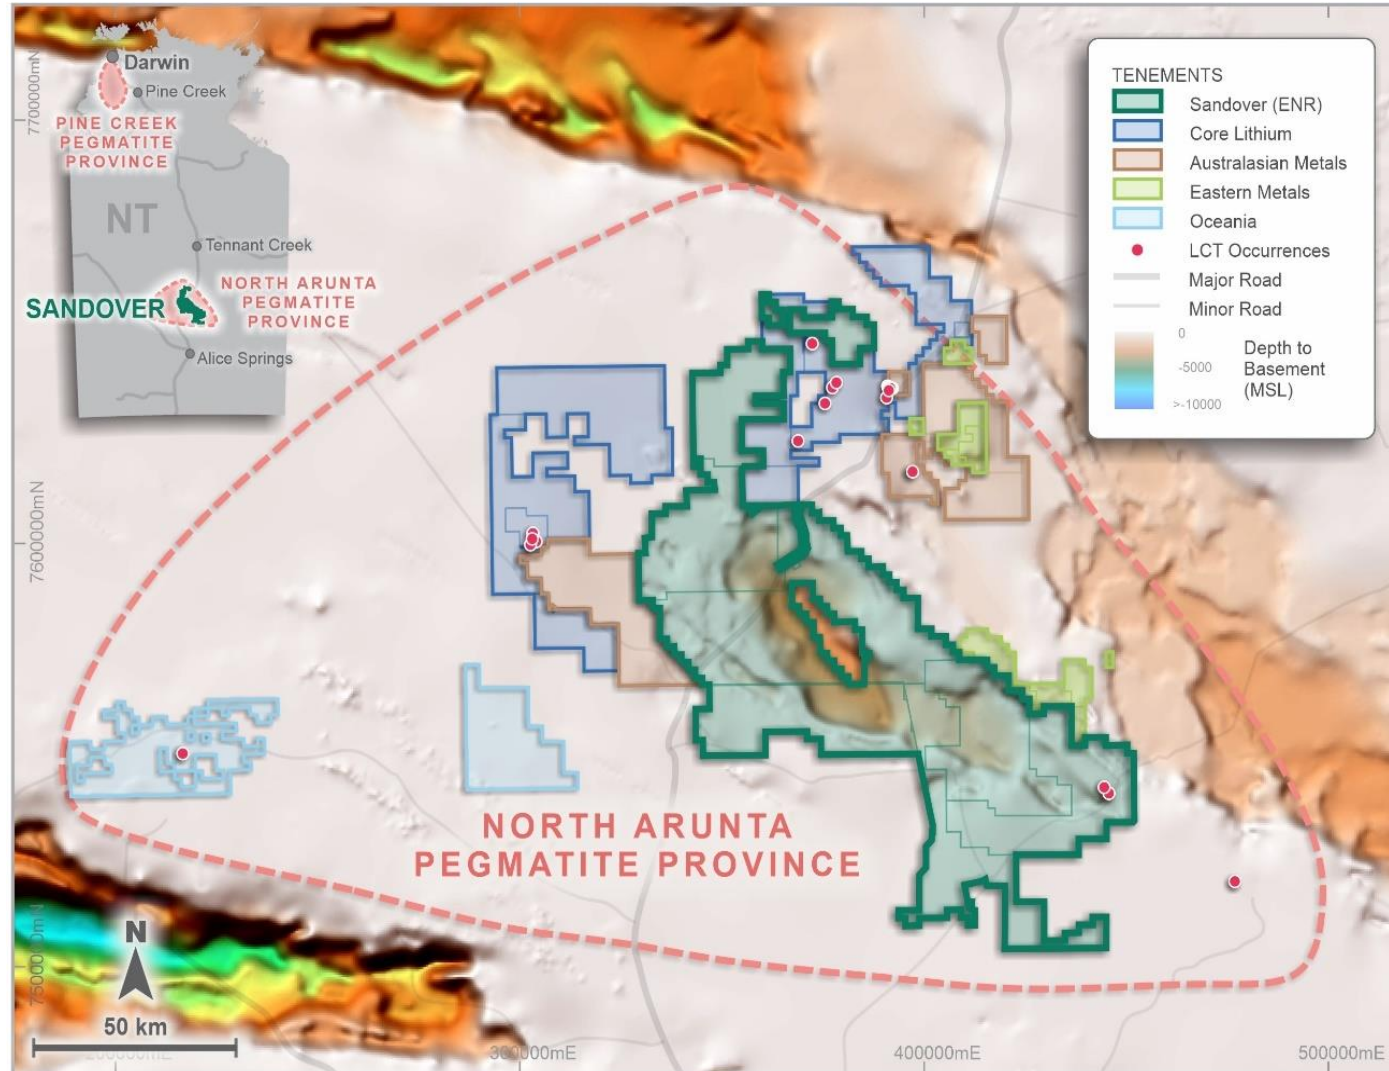 Darwin
Pine Creek
PINE CREEK
PEGMATITE
PROVINCE
NT
Tennant Creek
NORTH ARUNTA
PEGMATITE
PROVINCE
SANDOVER
Alice Springs
TENEMENTS
Sandover (ENR)
Core Lithium
Australasian Metals
Eastern Metals
Oceania
LCT Occurrences
Major Road
Minor Road
0
-5000
>-10000
Depth to
Basement
(MSL)
7700000mN
7600000mN
7500000mN
NORTH ARUNTA
PEGMATITE PROVINCE
N
50 km
300000mE
400000mE
500000mE